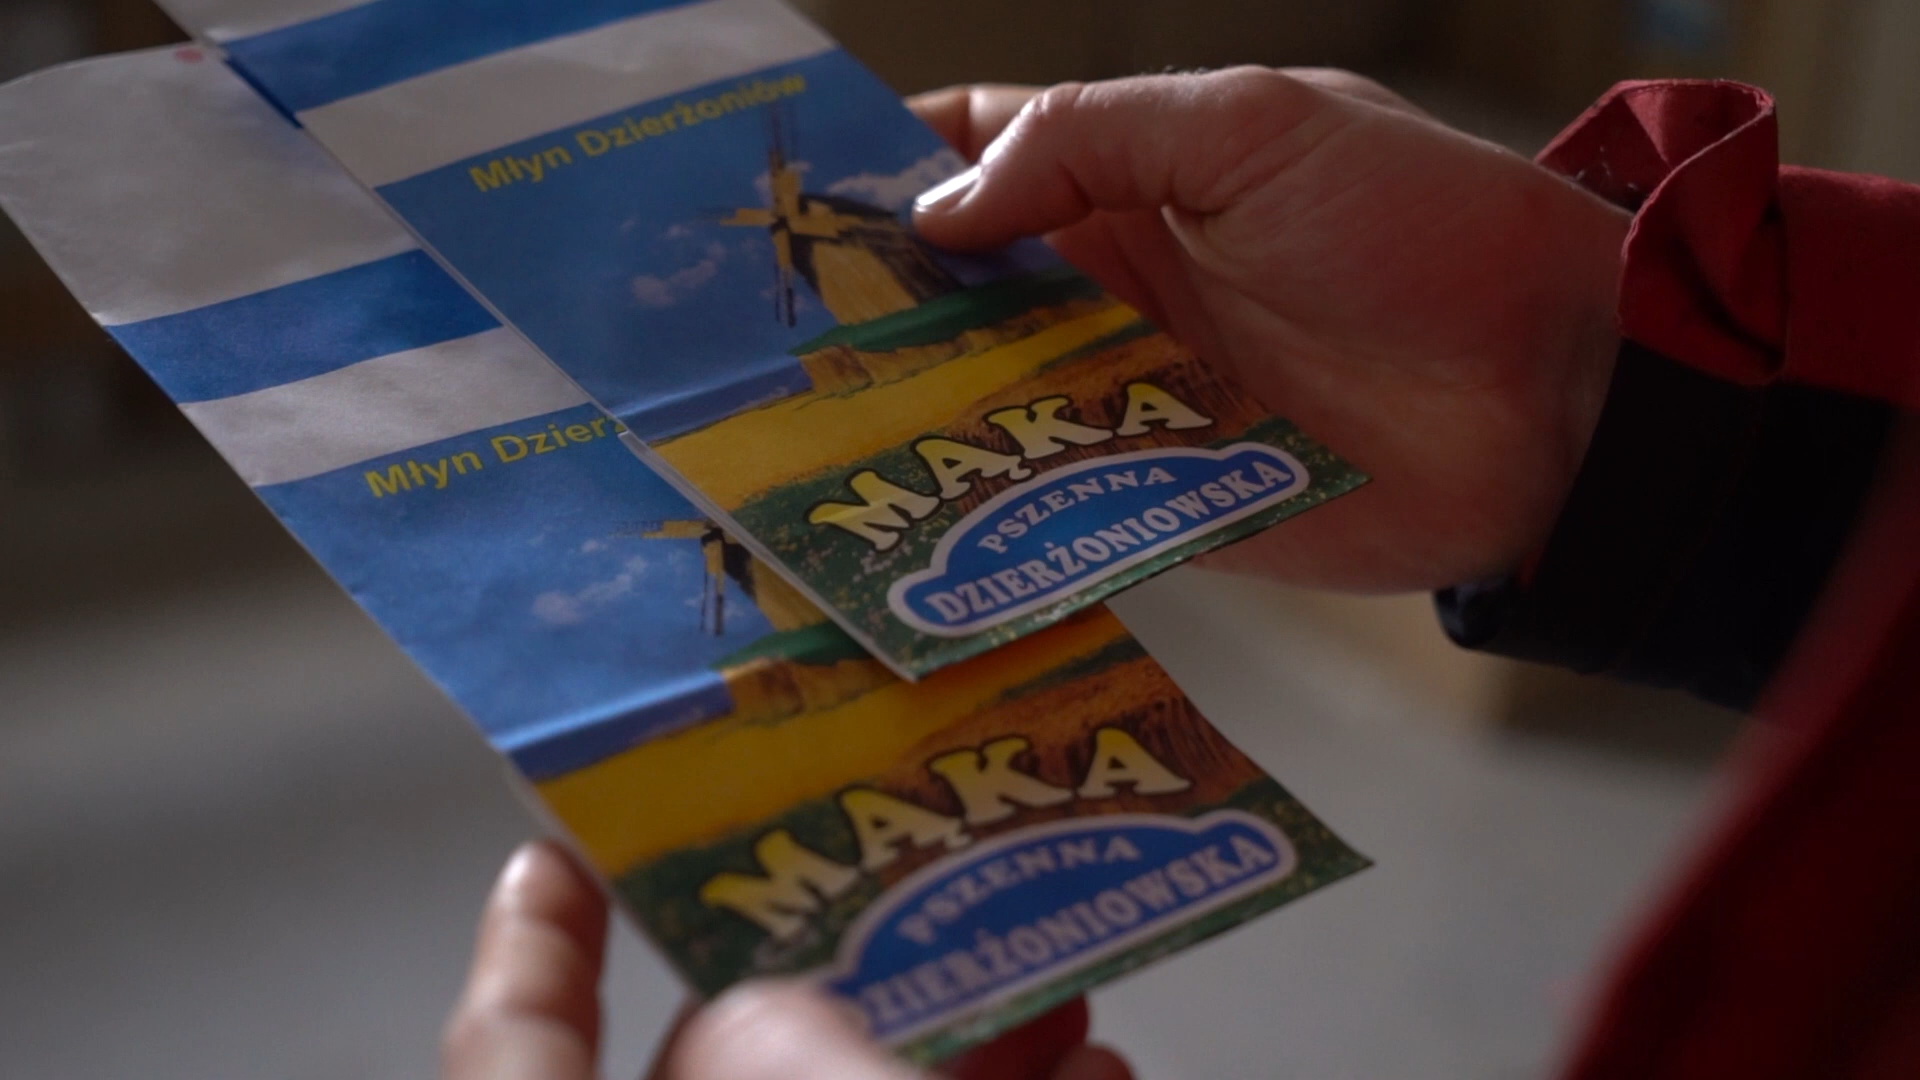 Młyn Dzierżoniów
MĄKA
PSZENNA
DZIERŻONIOWSKA
Młyn Dzierż
MĄKA
PSZENNA
DZIERŻONIOWSKA